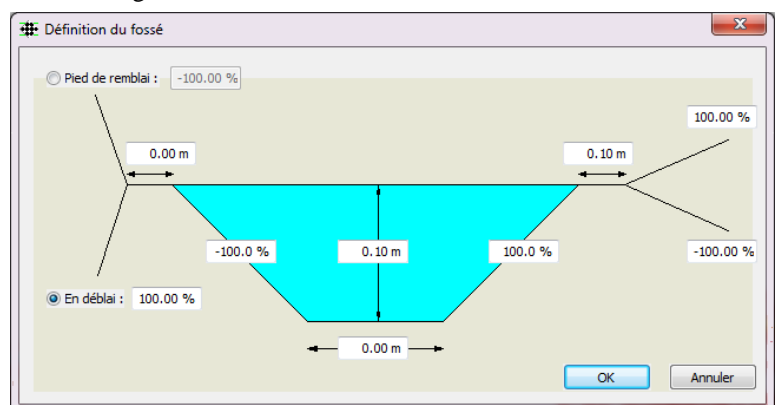 Définition du fossé
Pied de remblai : -100.00 %
100.00 %
0.00 m 0.10 m
-100.0 % 0.10 m 100.0 % -100.00 %
En déblai : 100.00 %
0.00 m
OK Annuler